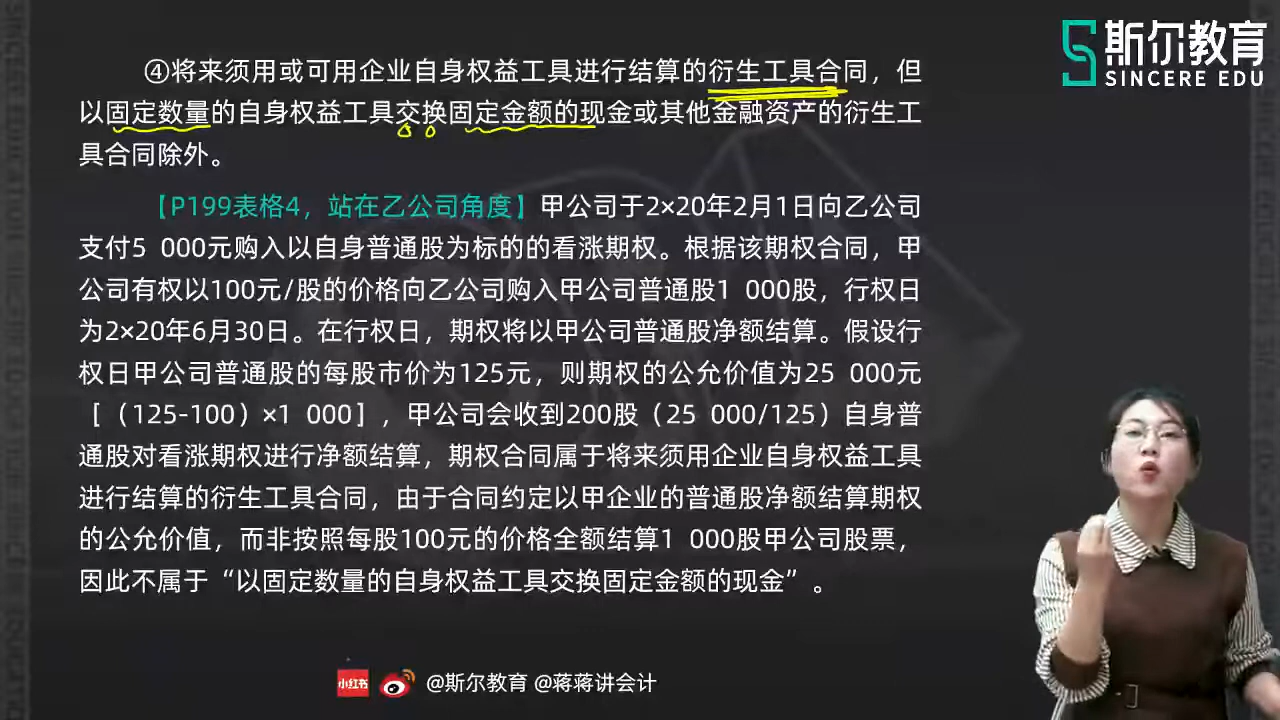 斯尔教育
SINCERE EDU
④将来须用或可用企业自身权益工具进行结算的衍生工具合同，但
以固定数量的自身权益工具交换固定金额的现金或其他金融资产的衍生工
具合同除外。
【P199表格4，站在乙公司角度】甲公司于2×20年2月1日向乙公司
支付5 000元购入以自身普通股为标的的看涨期权。根据该期权合同，甲
公司有权以100元/股的价格向乙公司购入甲公司普通股1 000股，行权日
为2×20年6月30日。在行权日，期权将以甲公司普通股净额结算。假设行
权日甲公司普通股的每股市价为125元，则期权的公允价值为25 000元
［（125-100）×1 000］，甲公司会收到200股（25 000/125）自身普
通股对看涨期权进行净额结算，期权合同属于将来须用企业自身权益工具
进行结算的衍生工具合同，由于合同约定以甲企业的普通股净额结算期权
的公允价值，而非按照每股100元的价格全额结算1 000股甲公司股票，
因此不属于“以固定数量的自身权益工具交换固定金额的现金”。
小红书 @斯尔教育 @蒋蒋讲会计